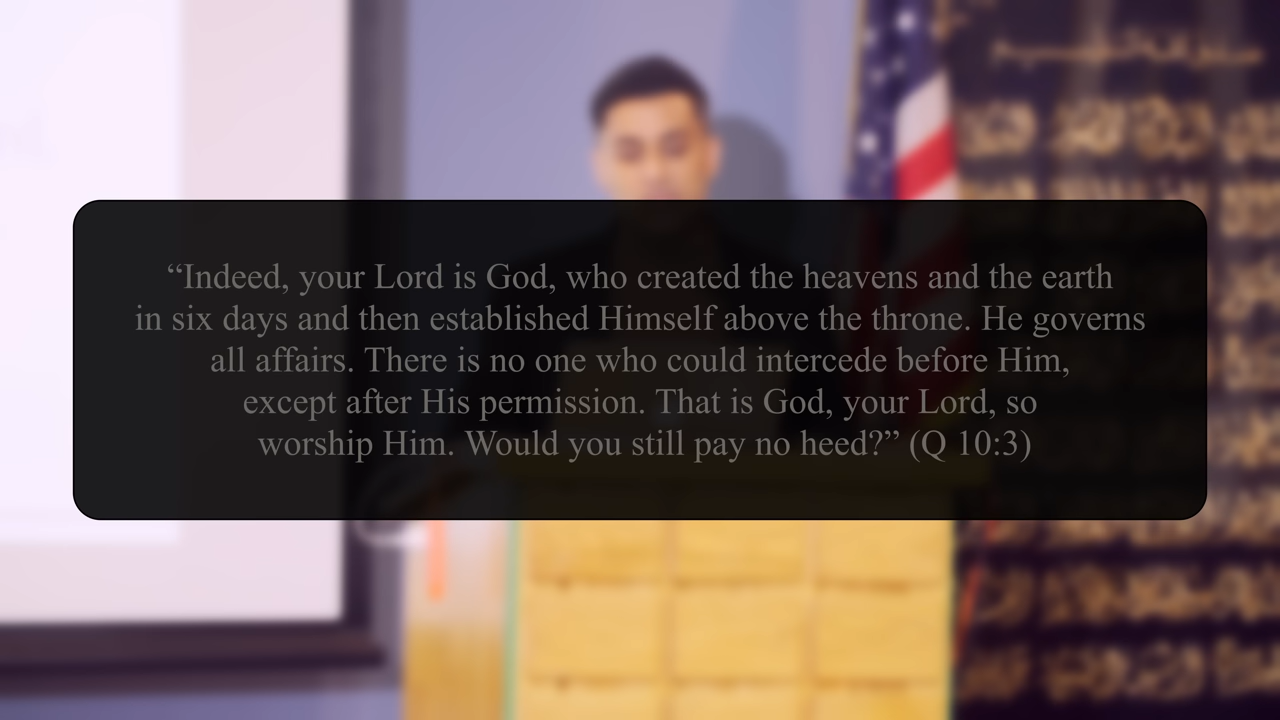 “Indeed, your Lord is God, who created the heavens and the earth
in six days and then established Himself above the throne. He governs
all affairs. There is no one who could intercede before Him,
except after His permission. That is God, your Lord, so
worship Him. Would you still pay no heed?” (Q 10:3)